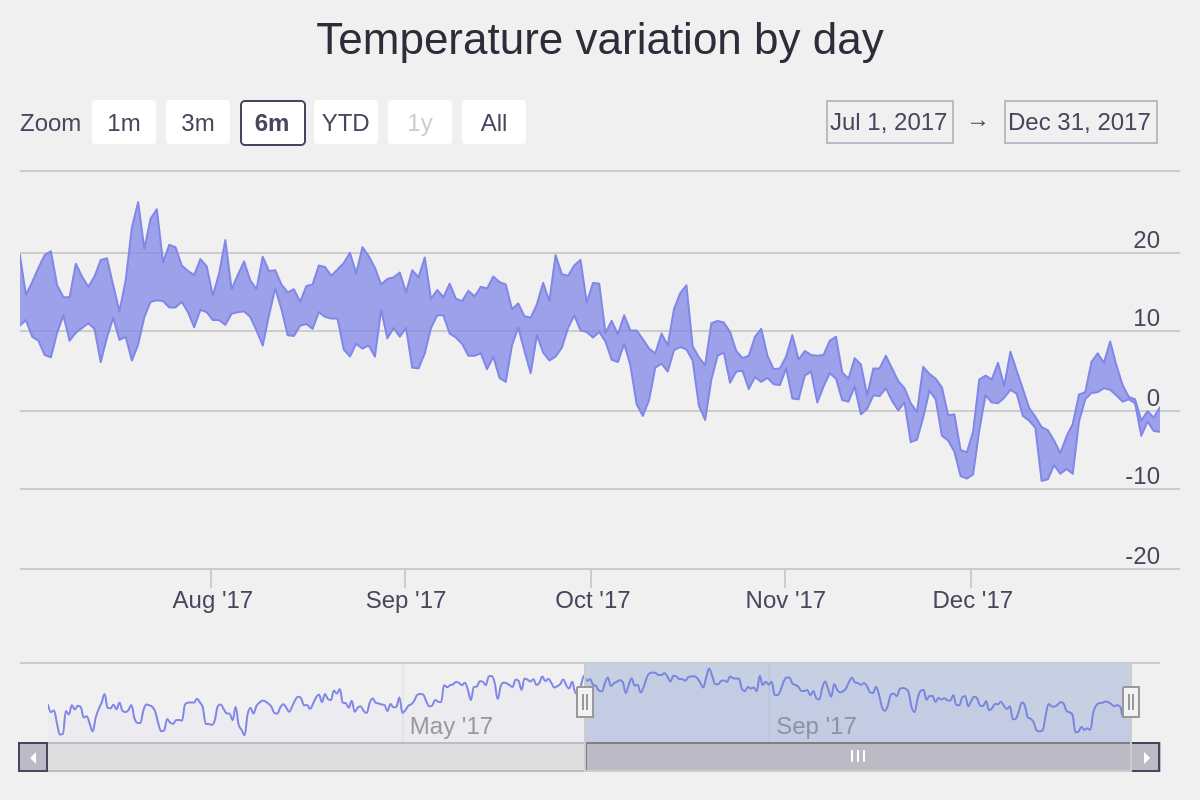 Temperature variation by day
Zoom 1m 3m 6m YTD 1y All Jul 1, 2017 → Dec 31, 2017
20
10
0
-10
-20
Aug '17 Sep '17 Oct '17 Nov '17 Dec '17
May '17 Sep '17